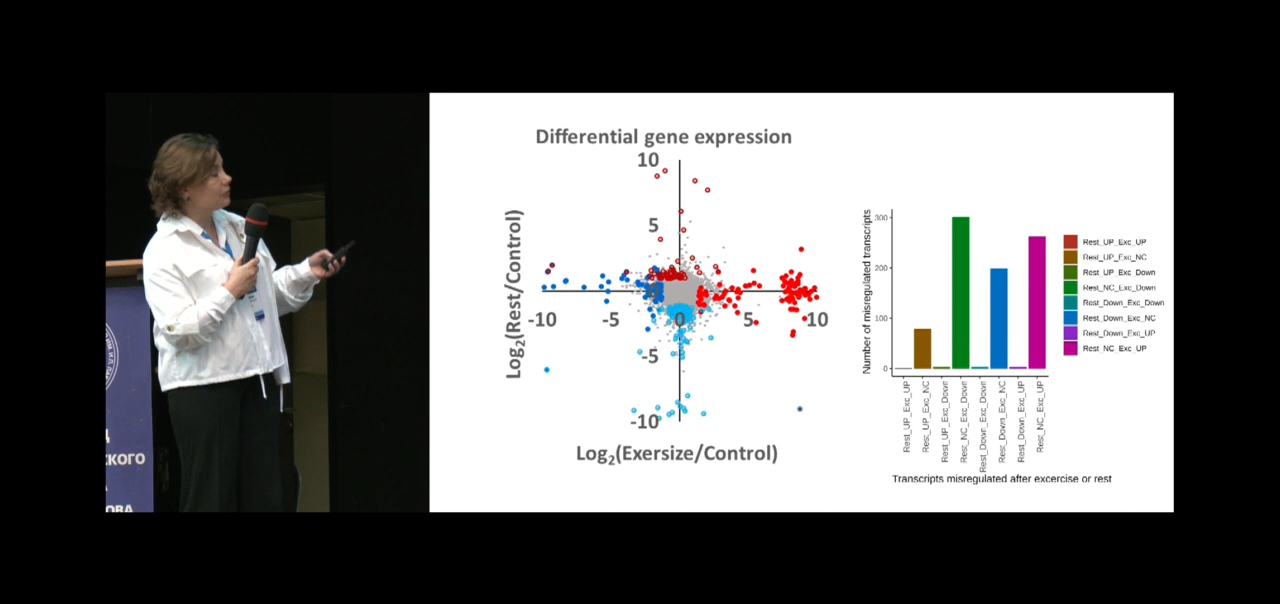 КОГО
ОВА
Differential gene expression
10
5
-10
-5
0
5
10
-5
-10
Log2(Rest/Control)
Log2(Exersize/Control)
Number of misregulated transcripts
300
200
100
0
Rest_UP_Exc_UP
Rest_UP_Exc_NC
Rest_UP_Exc_Down
Rest_NC_Exc_Down
Rest_Down_Exc_Down
Rest_Down_Exc_NC
Rest_Down_Exc_UP
Rest_NC_Exc_UP
Transcripts misregulated after excercise or rest
Rest_UP_Exc_UP
Rest_UP_Exc_NC
Rest_UP_Exc_Down
Rest_NC_Exc_Down
Rest_Down_Exc_Down
Rest_Down_Exc_NC
Rest_Down_Exc_UP
Rest_NC_Exc_UP